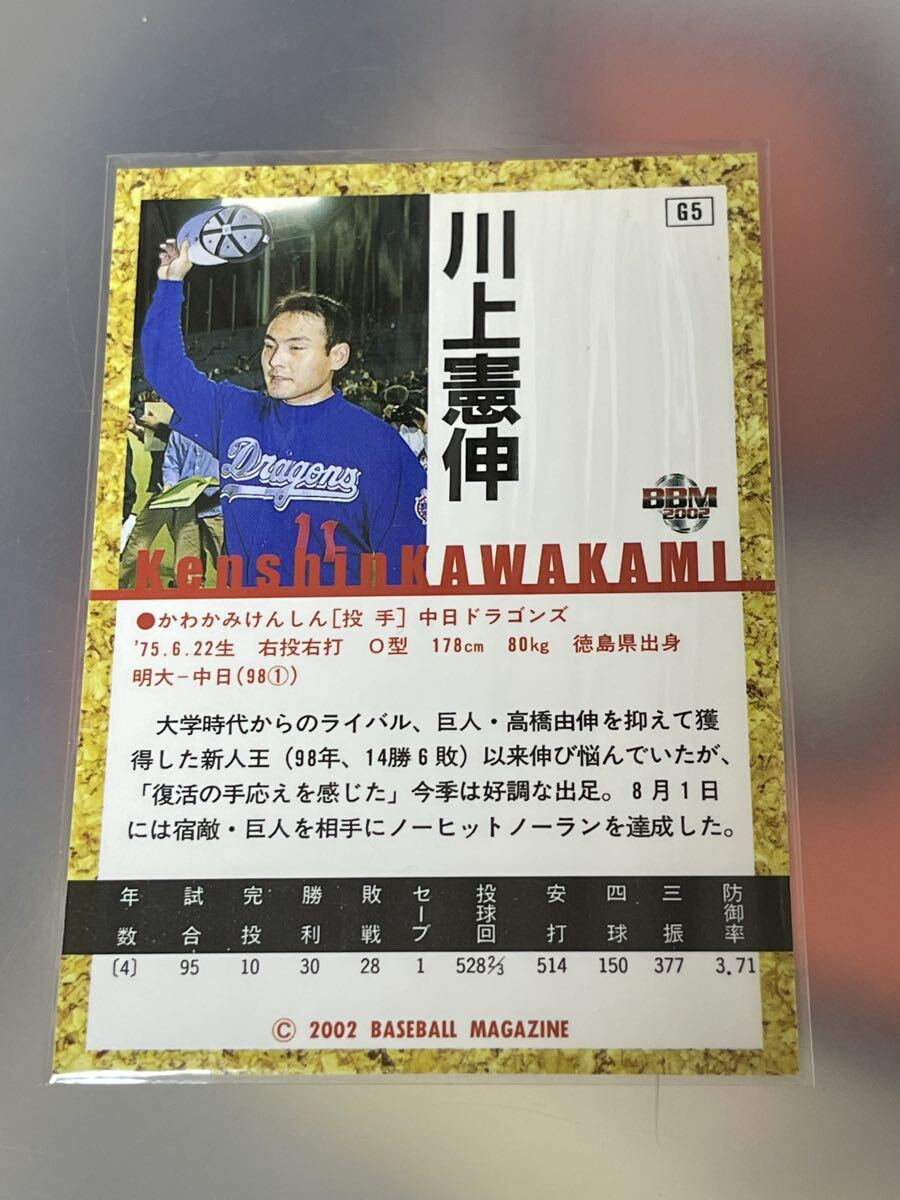 G5
川上憲伸
Dragons
11
BBM
2002
Kenshin KAWAKAMI
●かわかみけんしん[投 手] 中日ドラゴンズ
'75.6.22生 右投右打 O型 178cm 80kg 徳島県出身
明大−中日(98①)
大学時代からのライバル、巨人・高橋由伸を抑えて獲
得した新人王（98年、14勝6敗）以来伸び悩んでいたが、
「復活の手応えを感じた」今季は好調な出足。8月1日
には宿敵・巨人を相手にノーヒットノーランを達成した。
年数 試合 完投 勝利 敗戦 セーブ 投球回 安打 四球 三振 防御率
〔4〕 95 10 30 28 1 528⅔ 514 150 377 3.71
© 2002 BASEBALL MAGAZINE